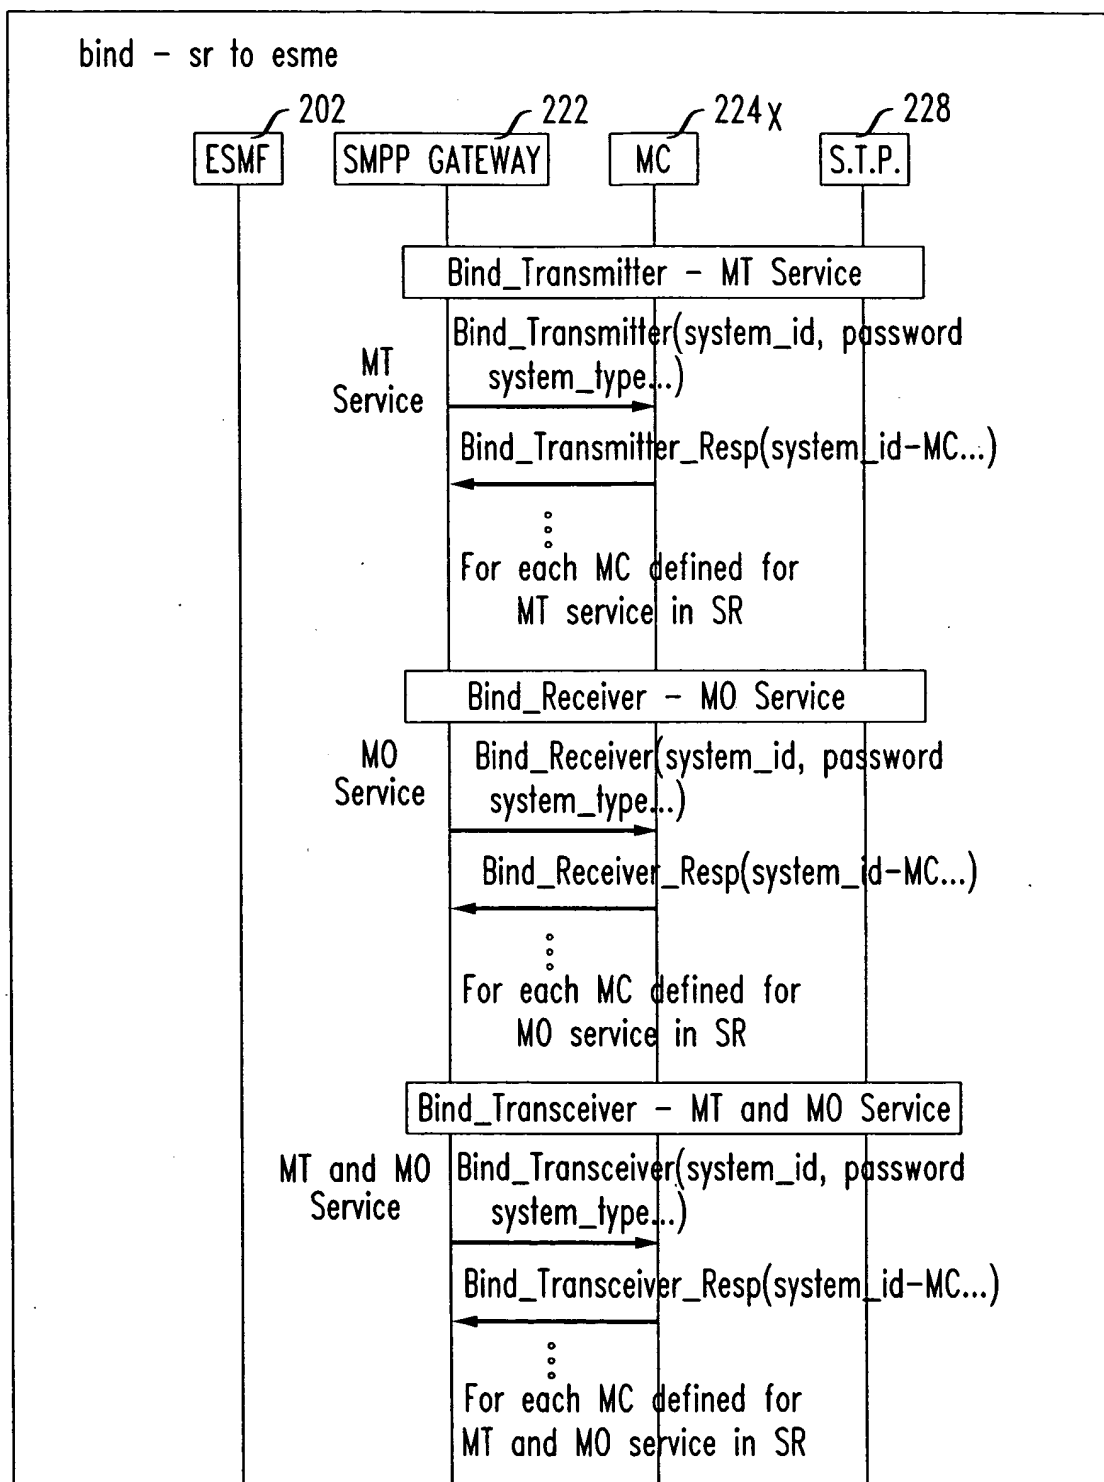 bind – sr to esme
202
222
224x
228
ESMF
SMPP GATEWAY
MC
S.T.P.
Bind_Transmitter – MT Service
MT
Service
Bind_Transmitter(system_id, password
system_type...)
Bind_Transmitter_Resp(system_id-MC...)
For each MC defined for
MT service in SR
Bind_Receiver – MO Service
MO
Service
Bind_Receiver(system_id, password
system_type...)
Bind_Receiver_Resp(system_id-MC...)
For each MC defined for
MO service in SR
Bind_Transceiver – MT and MO Service
MT and MO
Service
Bind_Transceiver(system_id, password
system_type...)
Bind_Transceiver_Resp(system_id-MC...)
For each MC defined for
MT and MO service in SR